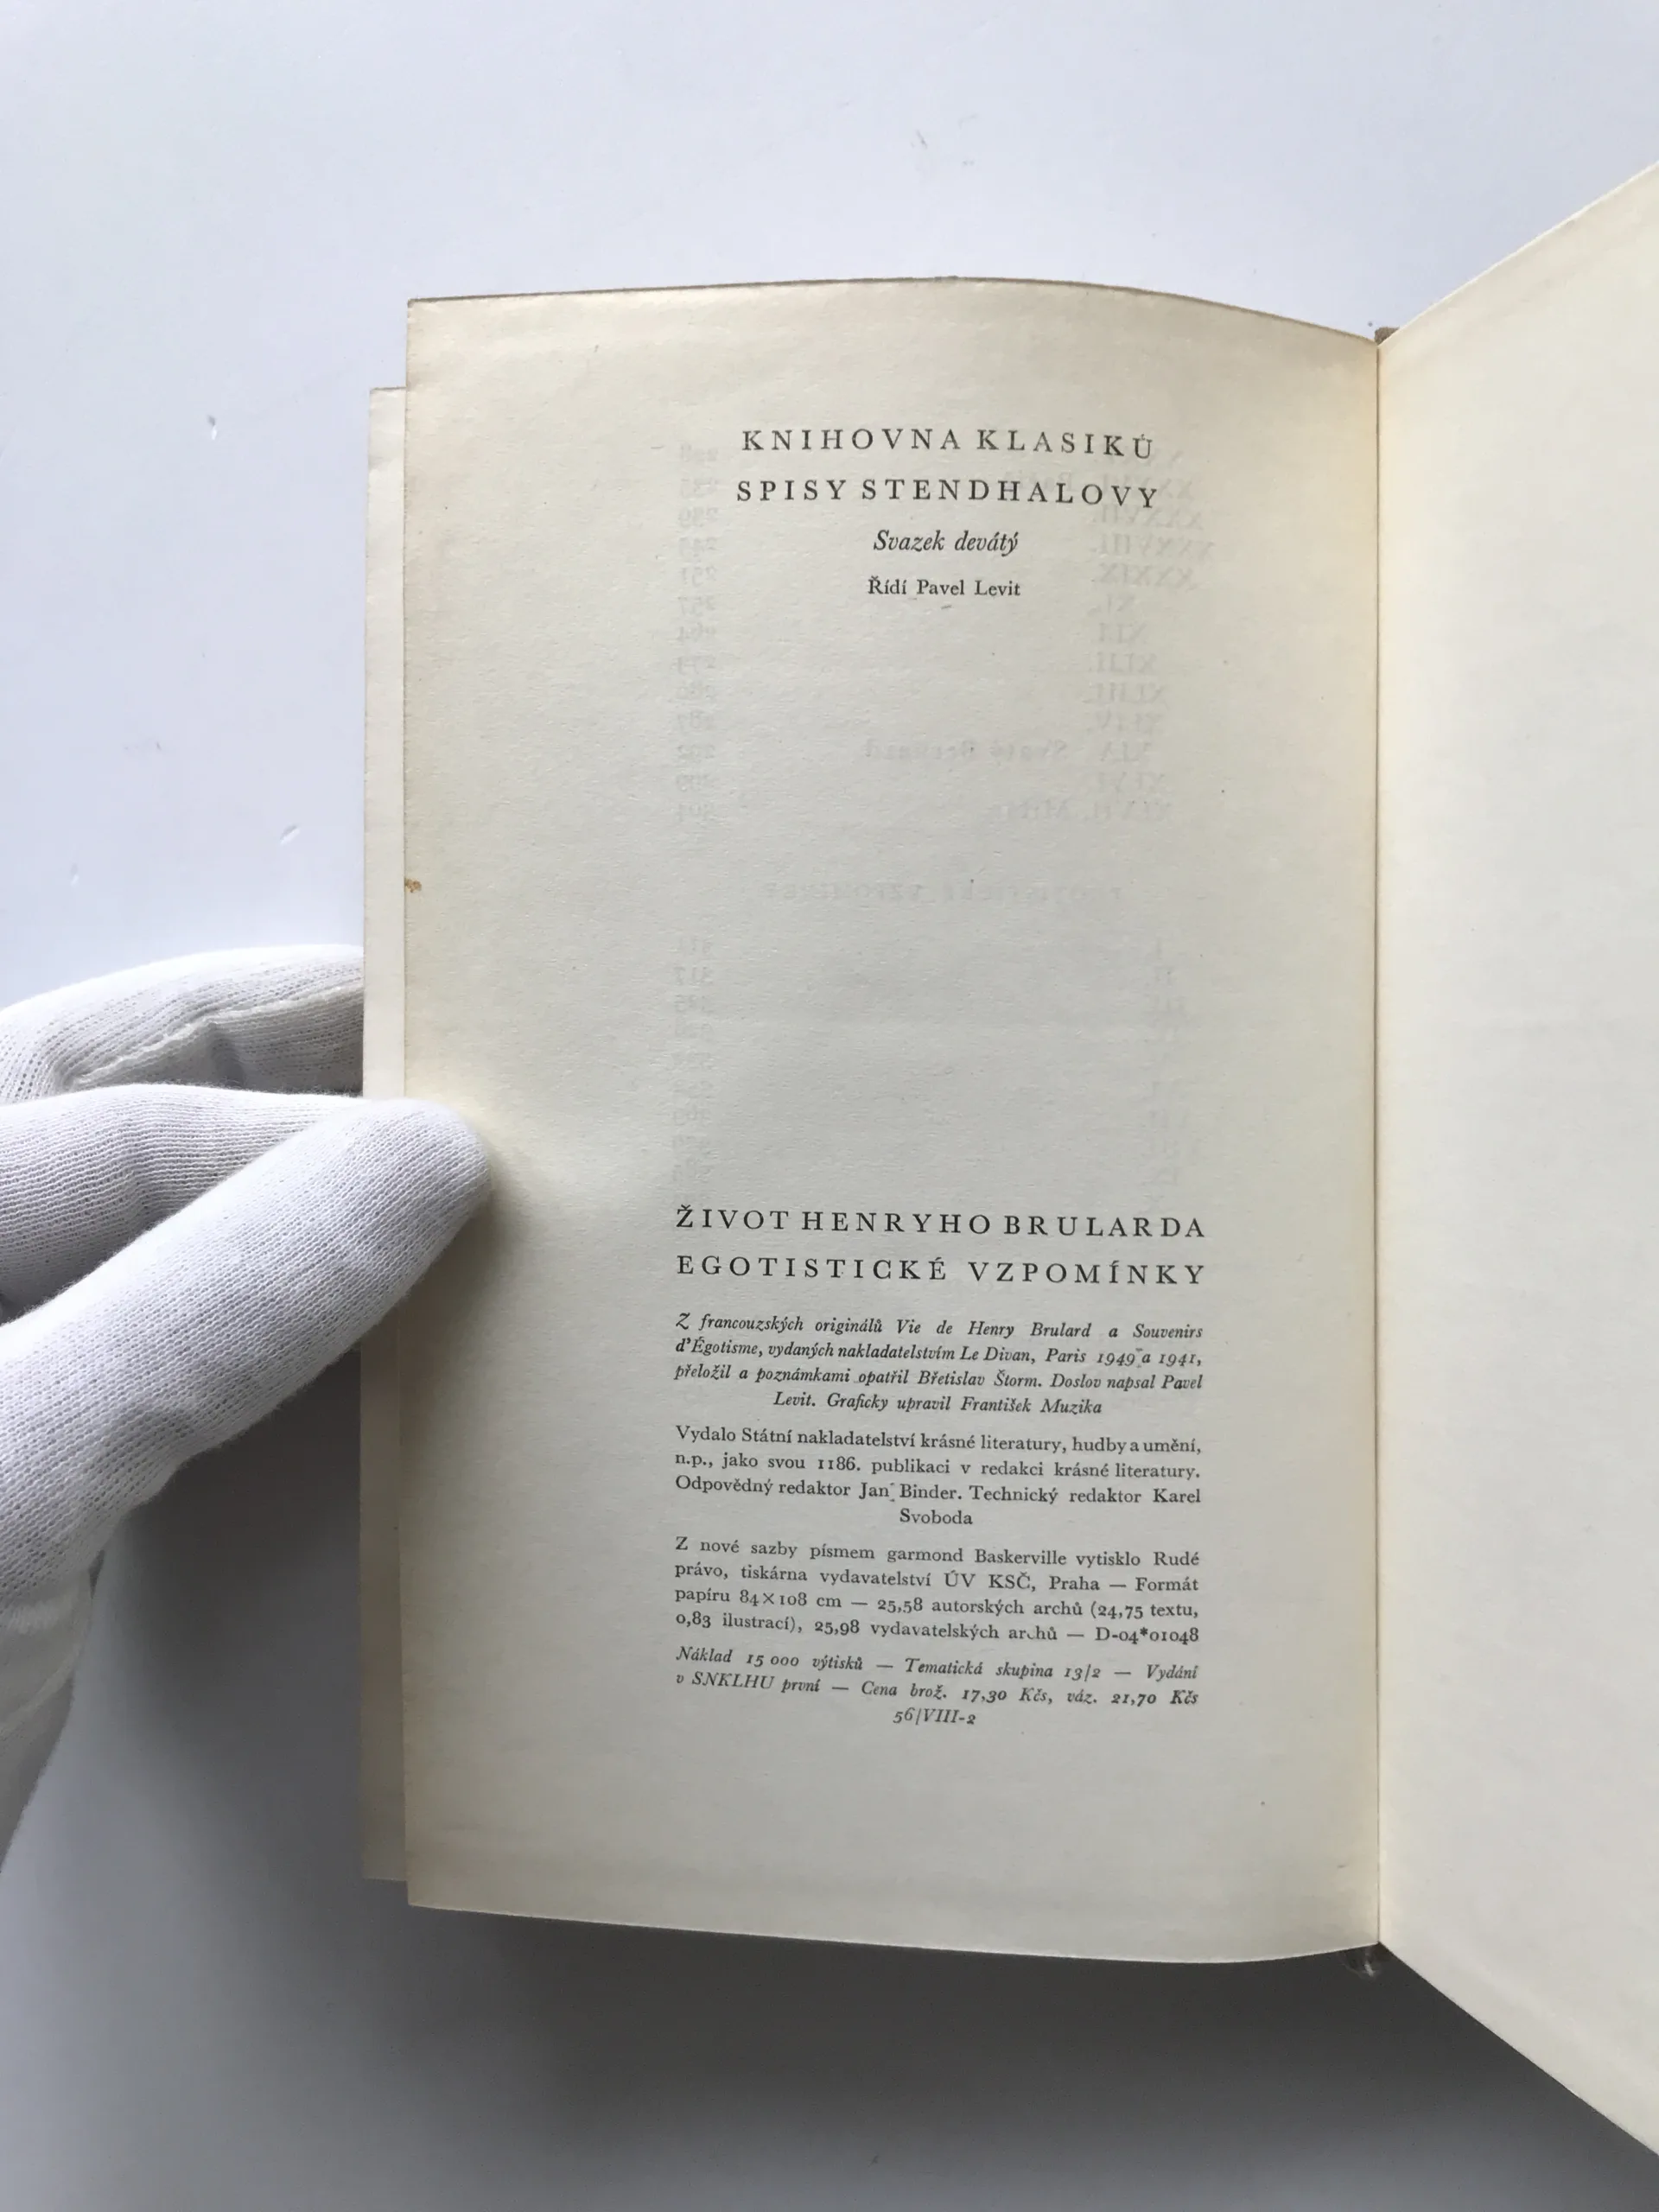 KNIHOVNA KLASIKŮ
SPISY STENDHALOVY
Svazek devátý
Řídí Pavel Levit
ŽIVOT HENRYHO BRULARDA
EGOTISTICKÉ VZPOMÍNKY
Z francouzských originálů Vie de Henry Brulard a Souvenirs
d'Égotisme, vydaných nakladatelstvím Le Divan, Paris 1949 a 1941,
přeložil a poznámkami opatřil Břetislav Štorm. Doslov napsal Pavel
Levit. Graficky upravil František Muzika
Vydalo Státní nakladatelství krásné literatury, hudby a umění,
n.p., jako svou 1186. publikaci v redakci krásné literatury.
Odpovědný redaktor Jan Binder. Technický redaktor Karel
Svoboda
Z nové sazby písmem garmond Baskerville vytisklo Rudé
právo, tiskárna vydavatelství ÚV KSČ, Praha — Formát
papíru 84×108 cm — 25,58 autorských archů (24,75 textu,
0,83 ilustrací), 25,98 vydavatelských archů — D-04*01048
Náklad 15 000 výtisků — Tematická skupina 13/2 — Vydání
v SNKLHU první — Cena brož. 17,30 Kčs, váz. 21,70 Kčs
56/VIII-2